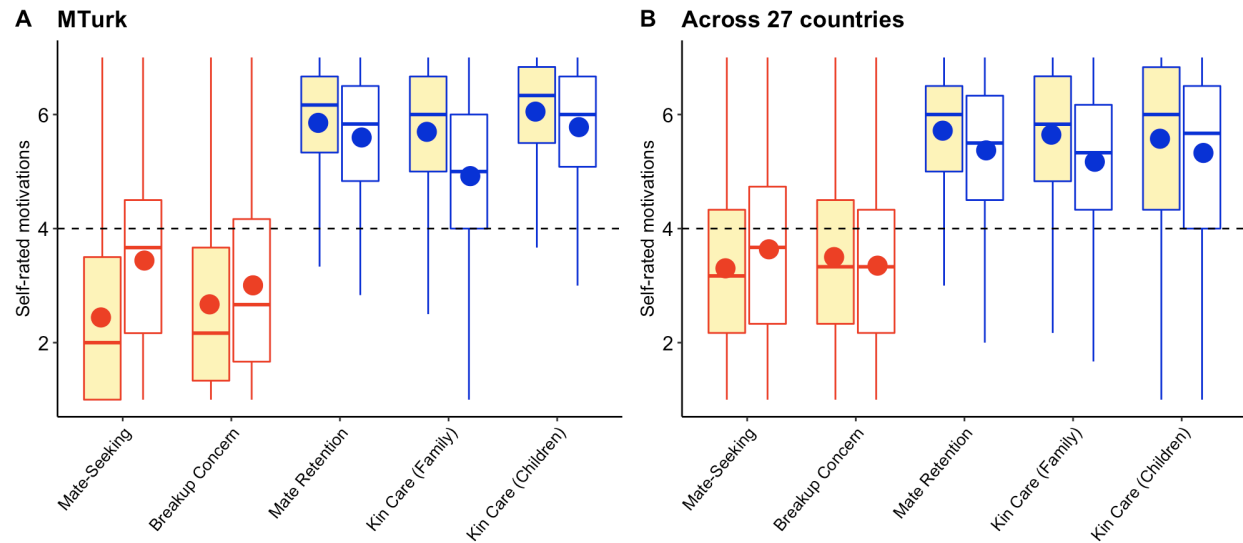 A MTurk
Self-rated motivations
6
4
2
Mate-Seeking
Breakup Concern
Mate Retention
Kin Care (Family)
Kin Care (Children)
B Across 27 countries
Self-rated motivations
6
4
2
Mate-Seeking
Breakup Concern
Mate Retention
Kin Care (Family)
Kin Care (Children)